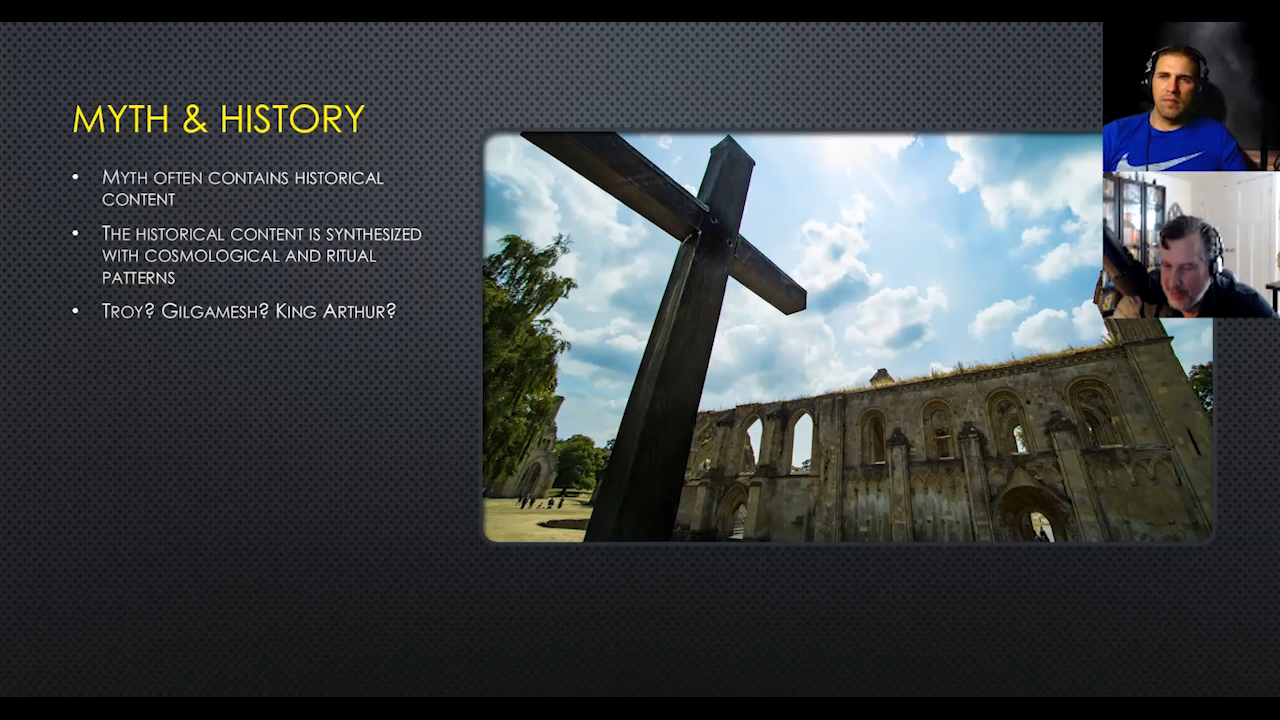 MYTH & HISTORY
• MYTH OFTEN CONTAINS HISTORICAL
CONTENT
• THE HISTORICAL CONTENT IS SYNTHESIZED
WITH COSMOLOGICAL AND RITUAL
PATTERNS
• TROY? GILGAMESH? KING ARTHUR?